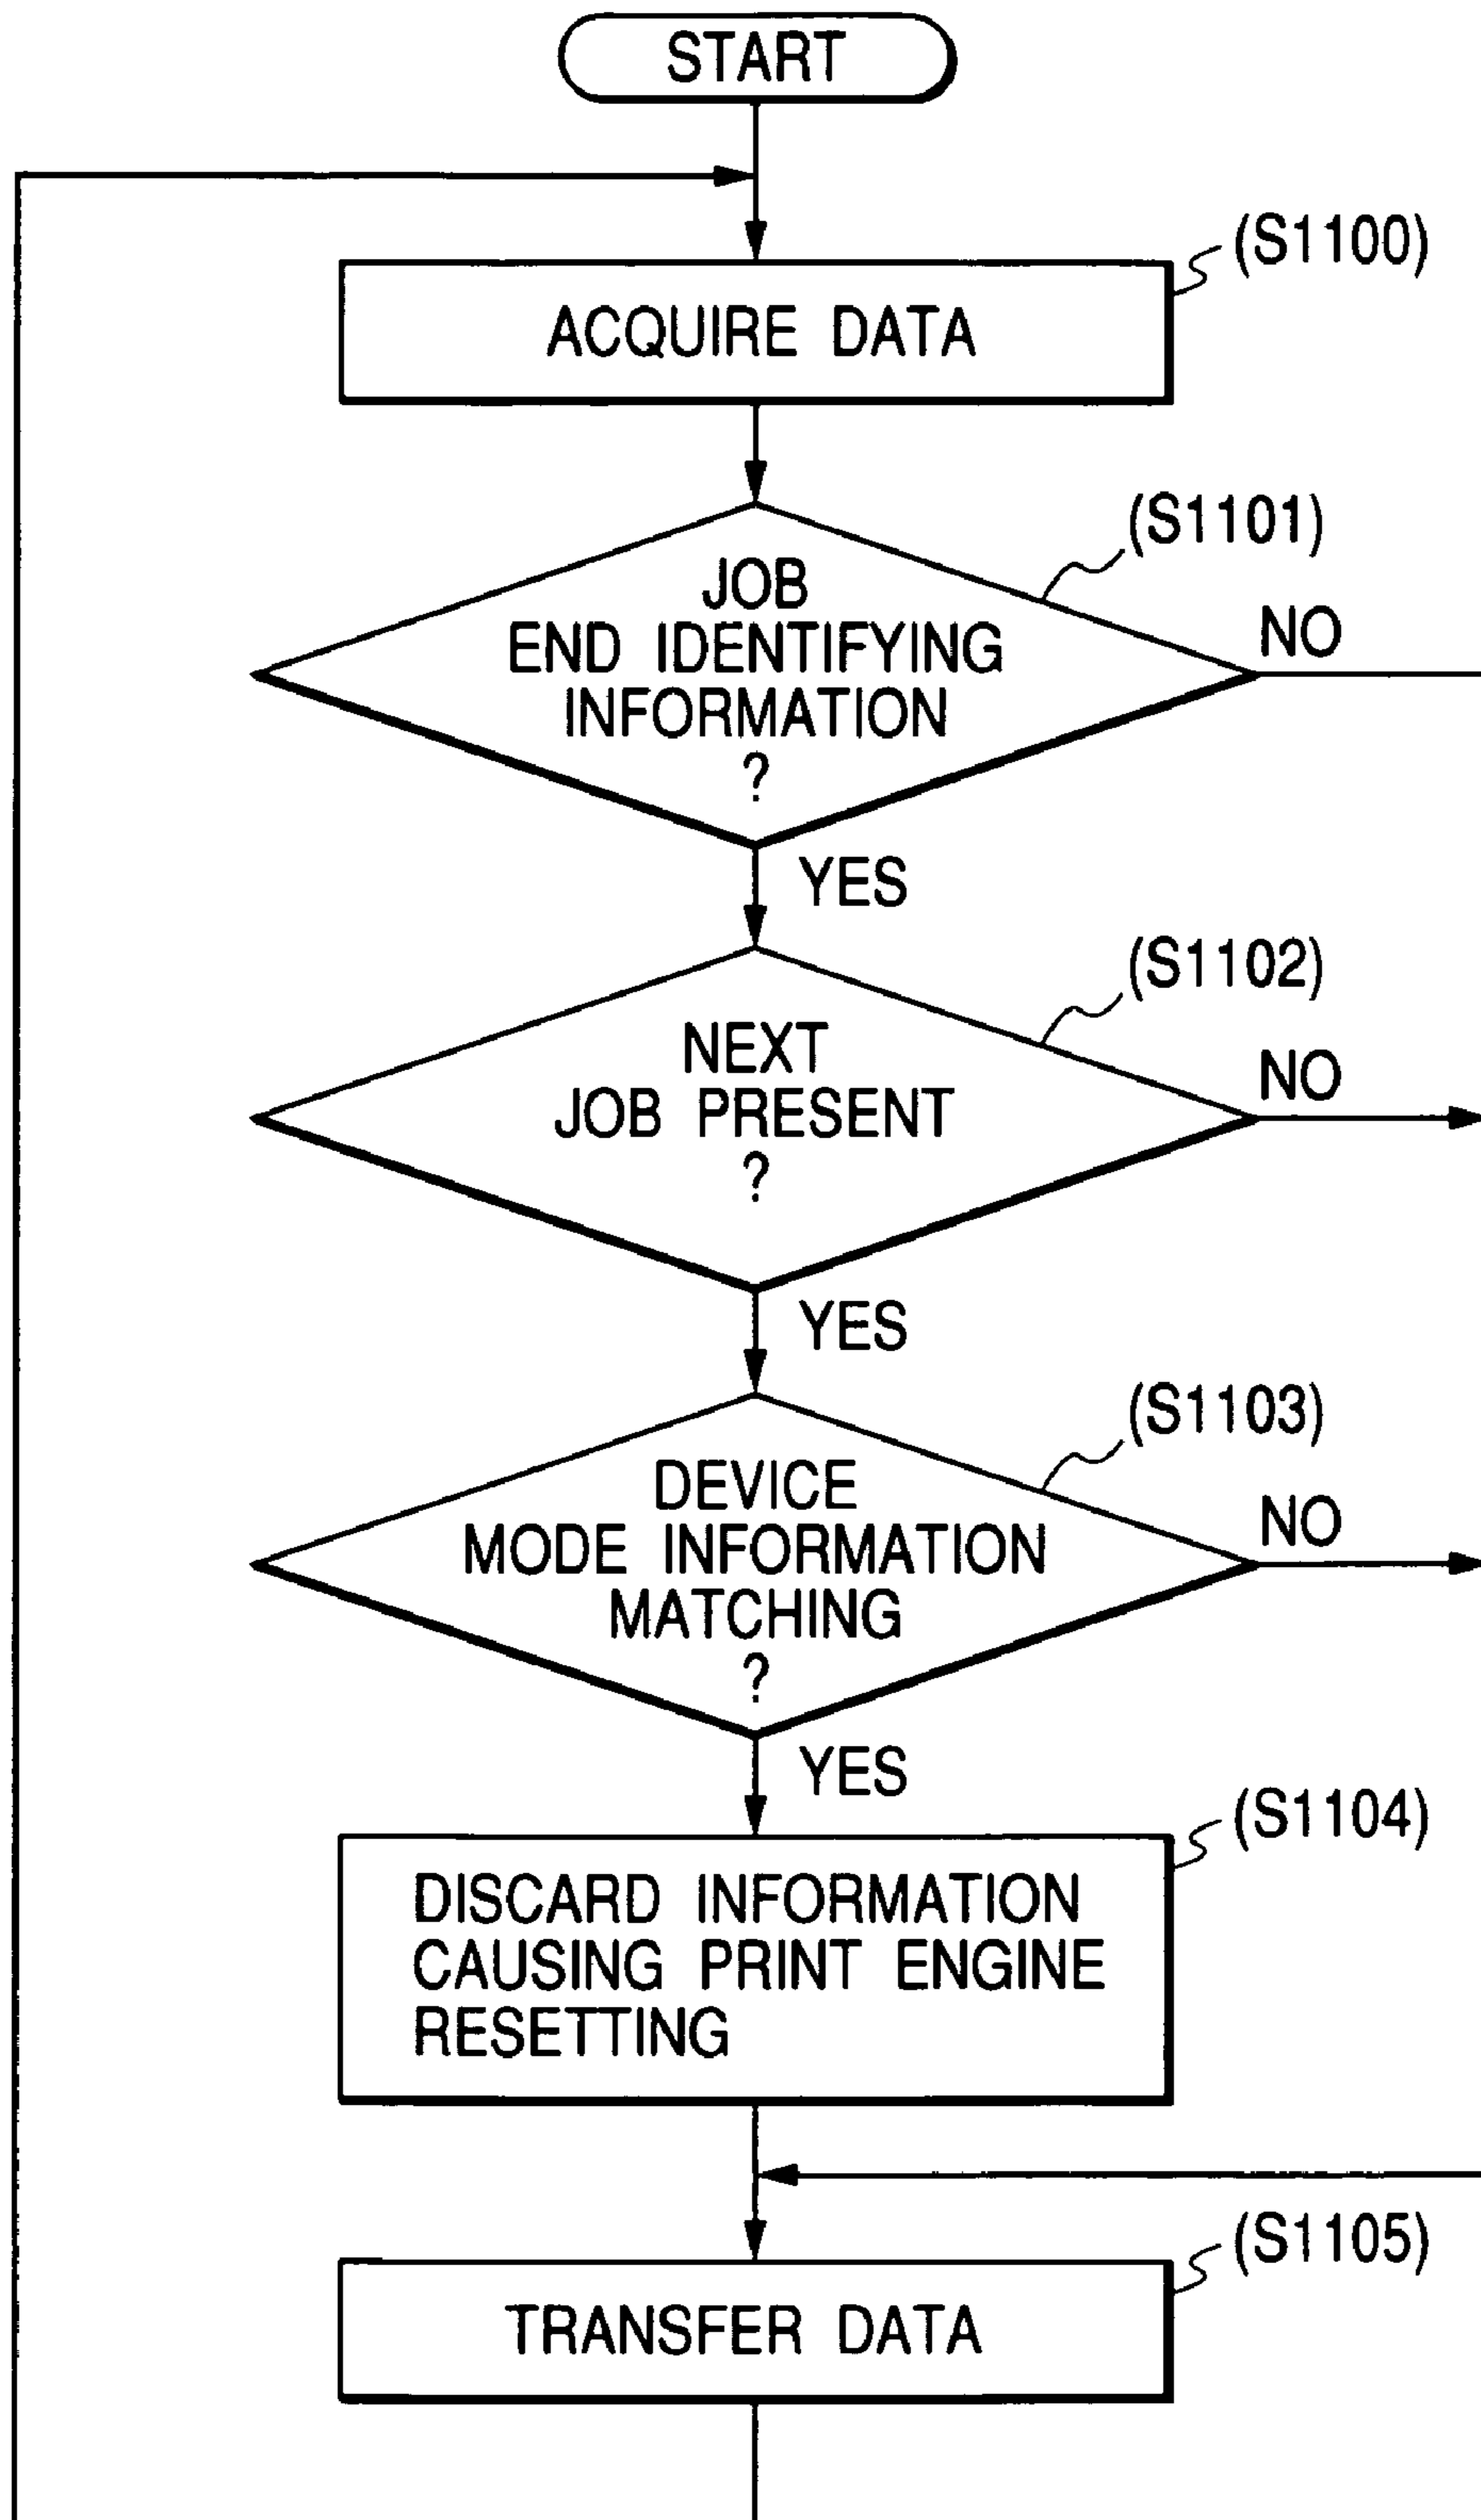 START
(S1100)
ACQUIRE DATA
(S1101)
JOB
END IDENTIFYING
INFORMATION
?
NO
YES
(S1102)
NEXT
JOB PRESENT
?
NO
YES
(S1103)
DEVICE
MODE INFORMATION
MATCHING
?
NO
YES
(S1104)
DISCARD INFORMATION
CAUSING PRINT ENGINE
RESETTING
(S1105)
TRANSFER DATA